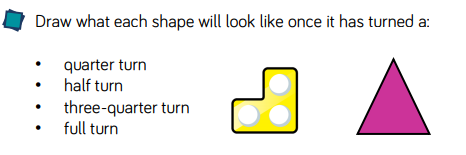 Draw what each shape will look like once it has turned a:
• quarter turn
• half turn
• three-quarter turn
• full turn